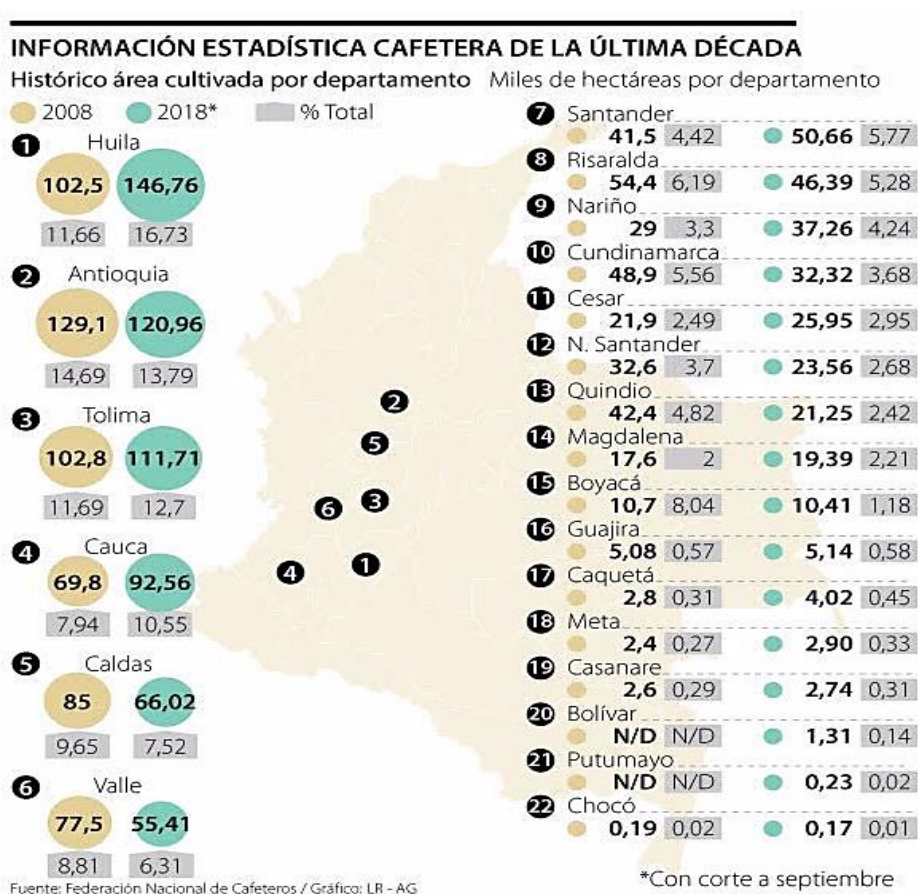 INFORMACIÓN ESTADÍSTICA CAFETERA DE LA ÚLTIMA DÉCADA
Histórico área cultivada por departamento Miles de hectáreas por departamento
2008 2018* % Total
1 Huila
102,5 146,76
11,66 16,73
2 Antioquia
129,1 120,96
14,69 13,79
3 Tolima
102,8 111,71
11,69 12,7
4 Cauca
69,8 92,56
7,94 10,55
5 Caldas
85 66,02
9,65 7,52
6 Valle
77,5 55,41
8,81 6,31
2
5
6 3
4 1
7 Santander
41,5 4,42 50,66 5,77
8 Risaralda
54,4 6,19 46,39 5,28
9 Nariño
29 3,3 37,26 4,24
10 Cundinamarca
48,9 5,56 32,32 3,68
11 Cesar
21,9 2,49 25,95 2,95
12 N. Santander
32,6 3,7 23,56 2,68
13 Quindio
42,4 4,82 21,25 2,42
14 Magdalena
17,6 2 19,39 2,21
15 Boyacá
10,7 8,04 10,41 1,18
16 Guajira
5,08 0,57 5,14 0,58
17 Caquetá
2,8 0,31 4,02 0,45
18 Meta
2,4 0,27 2,90 0,33
19 Casanare
2,6 0,29 2,74 0,31
20 Bolívar
N/D N/D 1,31 0,14
21 Putumayo
N/D N/D 0,23 0,02
22 Chocó
0,19 0,02 0,17 0,01
*Con corte a septiembre
Fuente: Federación Nacional de Cafeteros / Gráfico: LR - AG